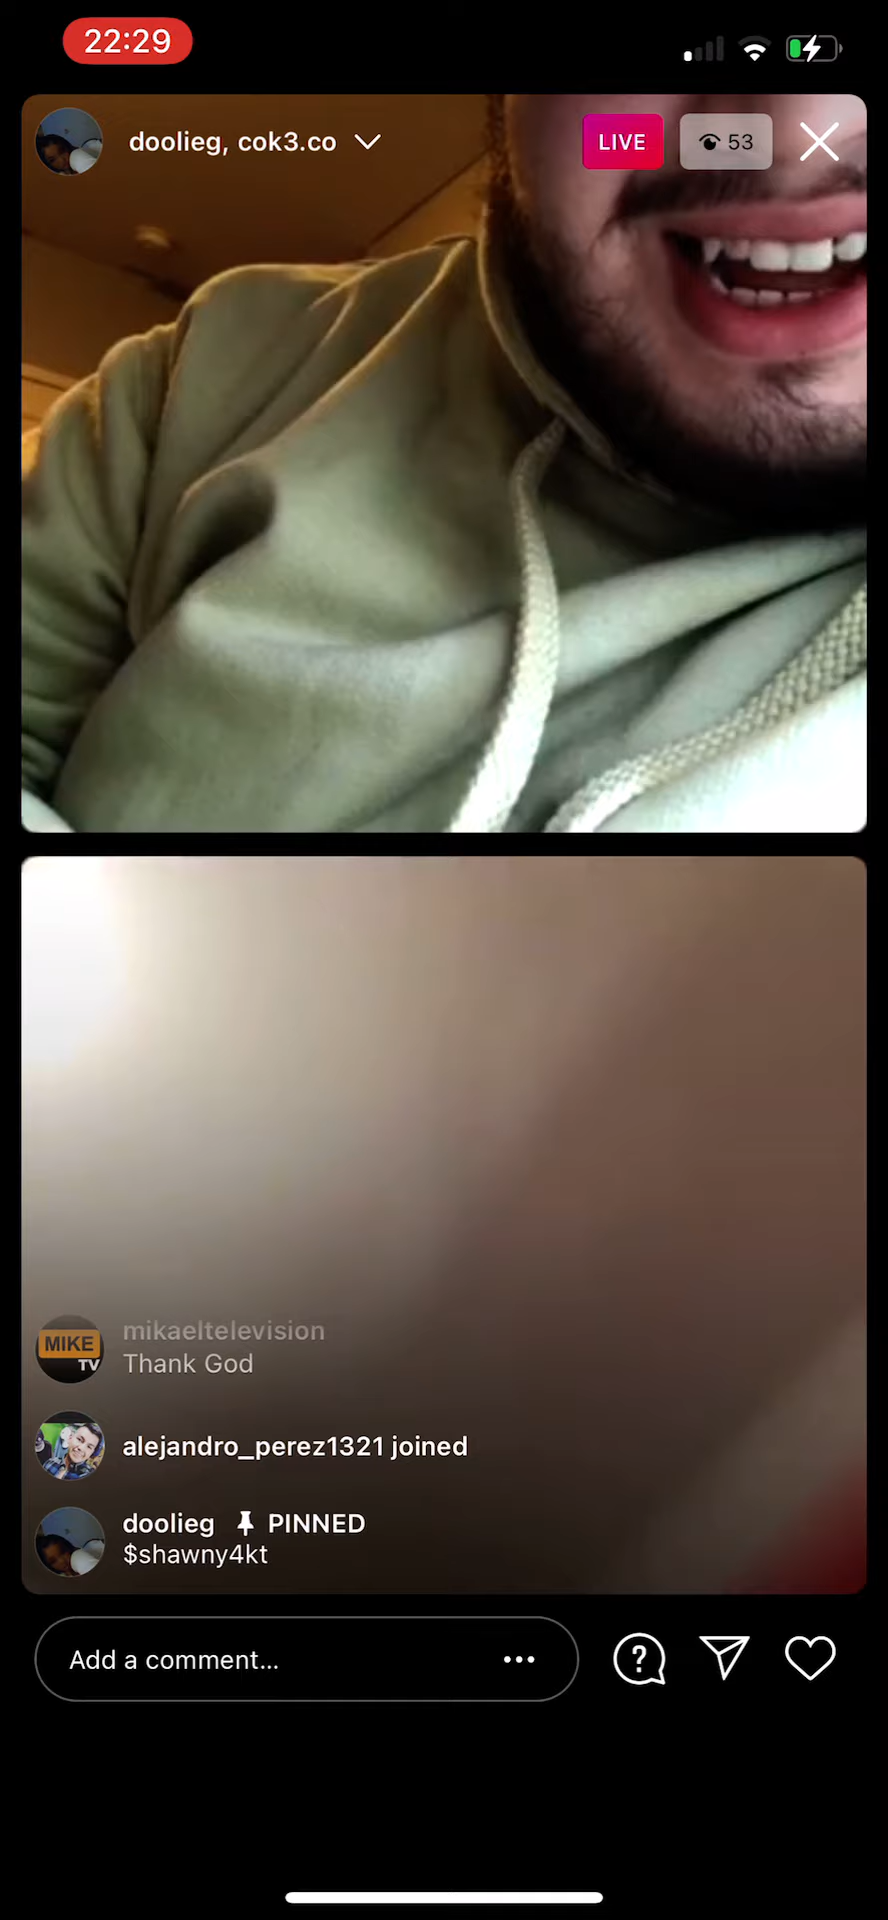 22:29
doolieg, cok3.co
LIVE
53
mikaeltelevision
MIKE
TV
Thank God
alejandro_perez1321 joined
doolieg PINNED
$shawny4kt
Add a comment...
?